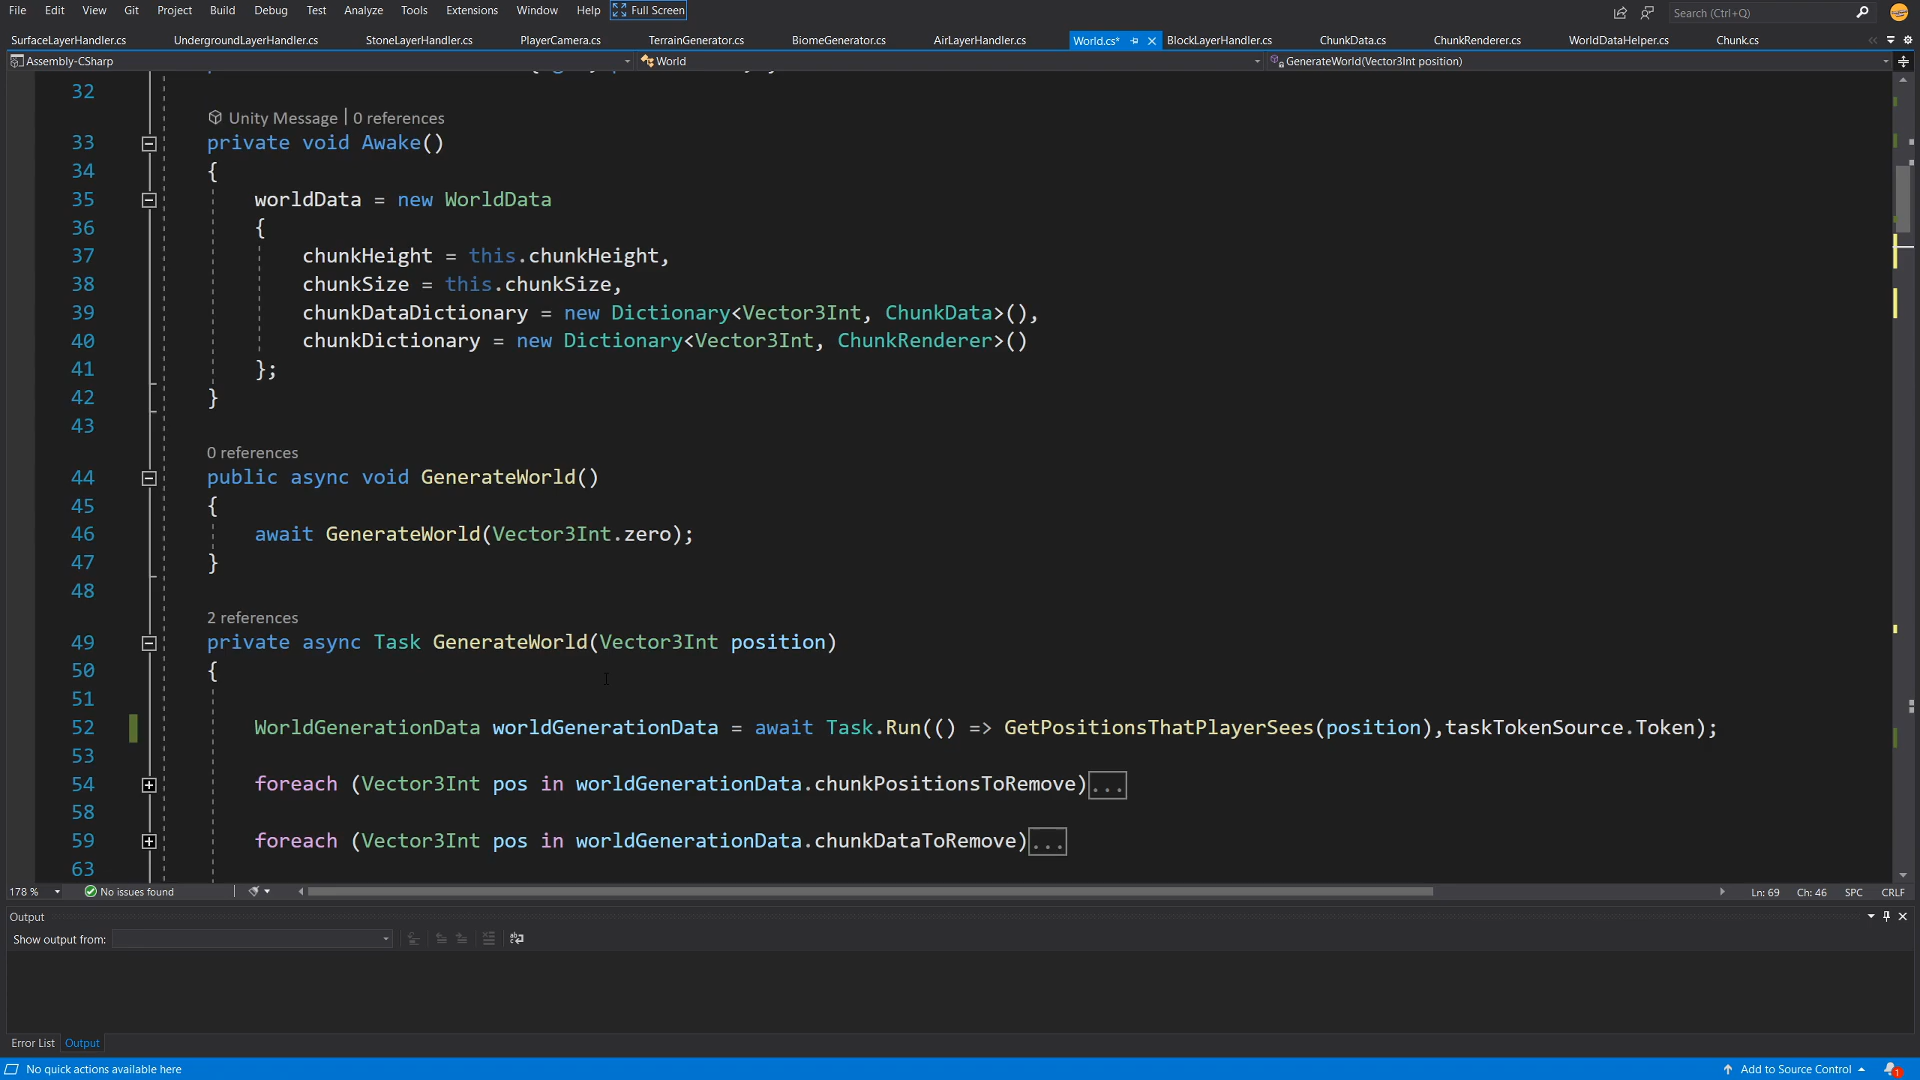 File Edit View Git Project Build Debug Test Analyze Tools Extensions Window Help Full Screen Search (Ctrl+Q)
SurfaceLayerHandler.cs UndergroundLayerHandler.cs StoneLayerHandler.cs PlayerCamera.cs TerrainGenerator.cs BiomeGenerator.cs AirLayerHandler.cs World.cs* BlockLayerHandler.cs ChunkData.cs ChunkRenderer.cs WorldDataHelper.cs Chunk.cs
Assembly-CSharp World GenerateWorld(Vector3Int position)
32
Unity Message | 0 references
33 private void Awake()
34 {
35 worldData = new WorldData
36 {
37 chunkHeight = this.chunkHeight,
38 chunkSize = this.chunkSize,
39 chunkDataDictionary = new Dictionary<Vector3Int, ChunkData>(),
40 chunkDictionary = new Dictionary<Vector3Int, ChunkRenderer>()
41 };
42 }
43
0 references
44 public async void GenerateWorld()
45 {
46 await GenerateWorld(Vector3Int.zero);
47 }
48
2 references
49 private async Task GenerateWorld(Vector3Int position)
50 {
51
52 WorldGenerationData worldGenerationData = await Task.Run(() => GetPositionsThatPlayerSees(position),taskTokenSource.Token);
53
54 foreach (Vector3Int pos in worldGenerationData.chunkPositionsToRemove)...
58
59 foreach (Vector3Int pos in worldGenerationData.chunkDataToRemove)...
63
178 % No issues found Ln: 69 Ch: 46 SPC CRLF
Output
Show output from:
Error List Output
No quick actions available here Add to Source Control 1